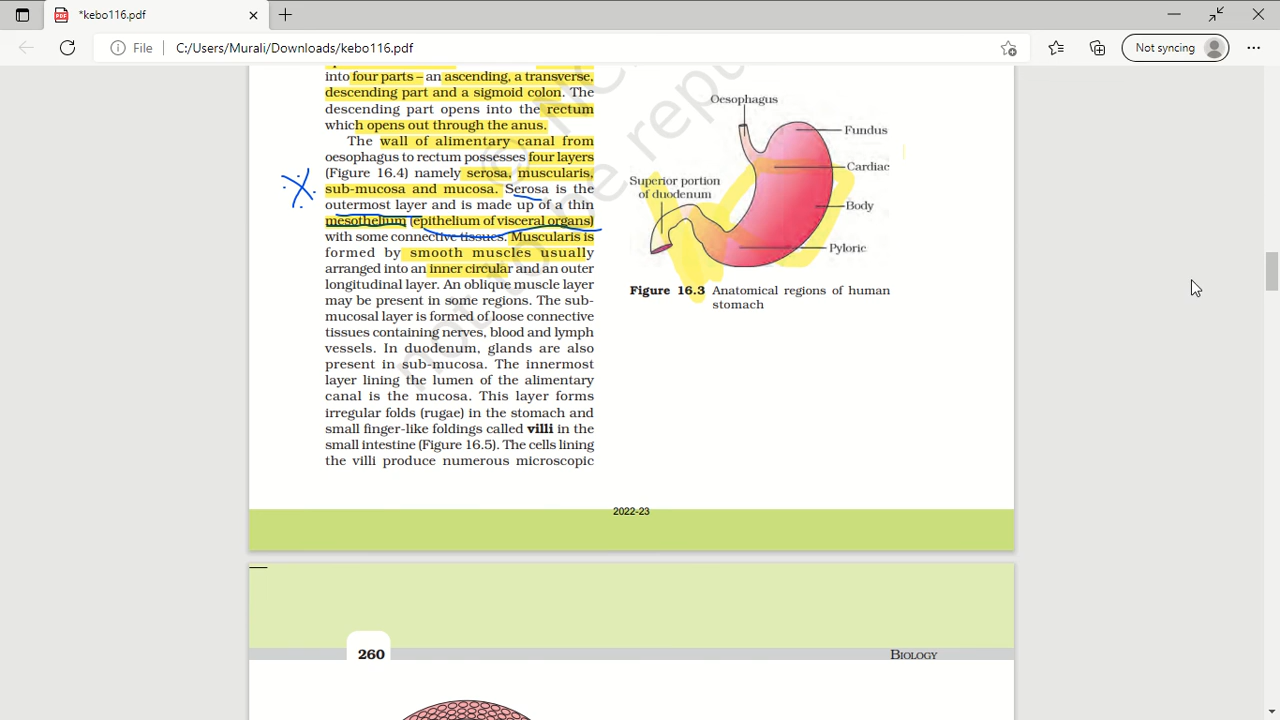 *kebo116.pdf
File
C:/Users/Murali/Downloads/kebo116.pdf
Not syncing
into four parts – an ascending, a transverse,
descending part and a sigmoid colon. The
descending part opens into the rectum
which opens out through the anus.
The wall of alimentary canal from
oesophagus to rectum possesses four layers
(Figure 16.4) namely serosa, muscularis,
sub-mucosa and mucosa. Serosa is the
outermost layer and is made up of a thin
mesothelium (epithelium of visceral organs)
with some connective tissues. Muscularis is
formed by smooth muscles usually
arranged into an inner circular and an outer
longitudinal layer. An oblique muscle layer
may be present in some regions. The sub-
mucosal layer is formed of loose connective
tissues containing nerves, blood and lymph
vessels. In duodenum, glands are also
present in sub-mucosa. The innermost
layer lining the lumen of the alimentary
canal is the mucosa. This layer forms
irregular folds (rugae) in the stomach and
small finger-like foldings called villi in the
small intestine (Figure 16.5). The cells lining
the villi produce numerous microscopic
Oesophagus
Fundus
Cardiac
Superior portion
of duodenum
Body
Pyloric
Figure 16.3 Anatomical regions of human
stomach
2022-23
260
BIOLOGY